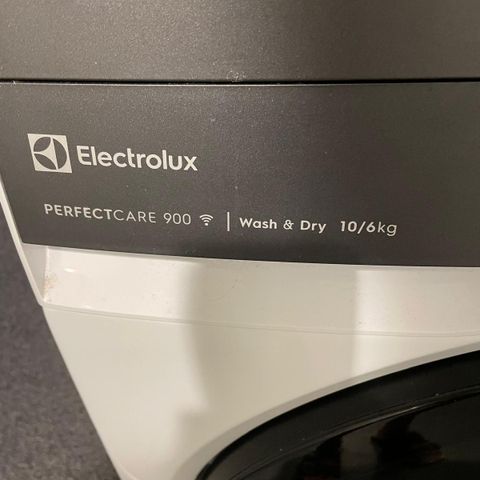 Electrolux
PERFECTCARE 900 | Wash & Dry 10/6kg